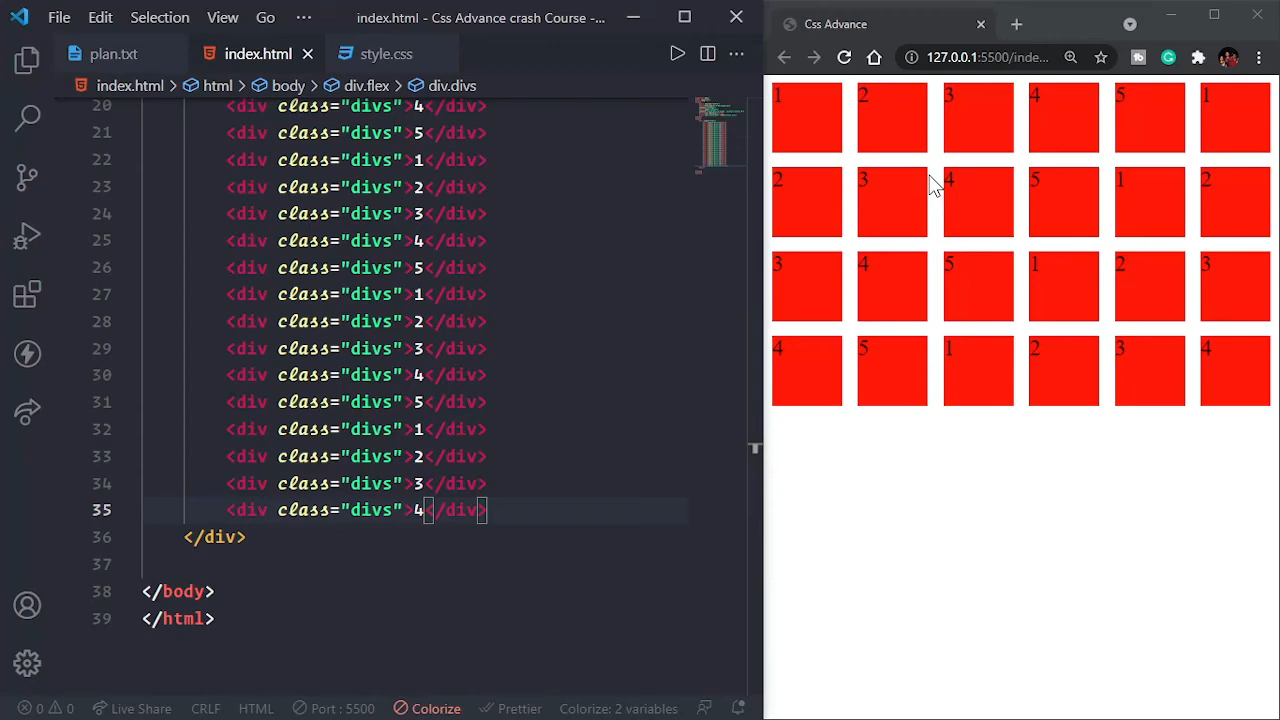 File Edit Selection View Go ··· index.html - Css Advance crash Course -...
plan.txt index.html style.css
index.html > html > body > div.flex > div.divs
20 <div class="divs">4</div>
21 <div class="divs">5</div>
22 <div class="divs">1</div>
23 <div class="divs">2</div>
24 <div class="divs">3</div>
25 <div class="divs">4</div>
26 <div class="divs">5</div>
27 <div class="divs">1</div>
28 <div class="divs">2</div>
29 <div class="divs">3</div>
30 <div class="divs">4</div>
31 <div class="divs">5</div>
32 <div class="divs">1</div>
33 <div class="divs">2</div>
34 <div class="divs">3</div>
35 <div class="divs">4</div>
36 </div>
37
38 </body>
39 </html>
0 0 Live Share CRLF HTML Port : 5500 Colorize Prettier Colorize: 2 variables
Css Advance
127.0.0.1:5500/inde...
1 2 3 4 5 1
2 3 4 5 1 2
3 4 5 1 2 3
4 5 1 2 3 4